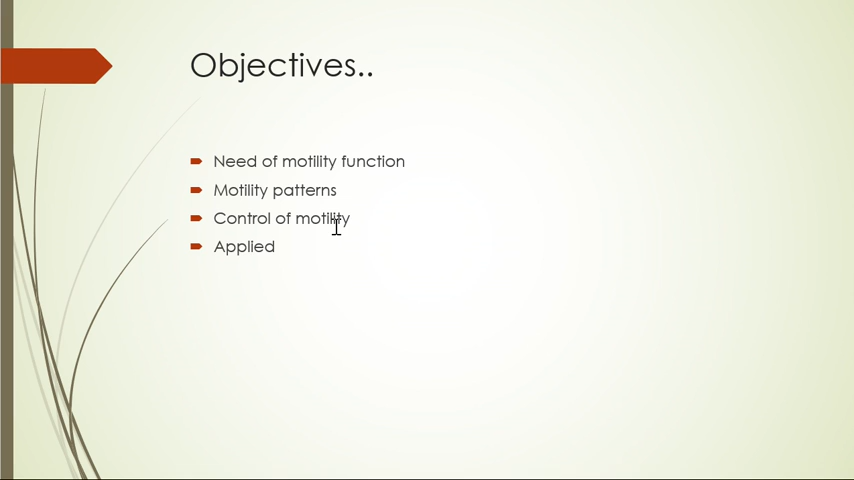 Objectives..
Need of motility function
Motility patterns
Control of motility
Applied